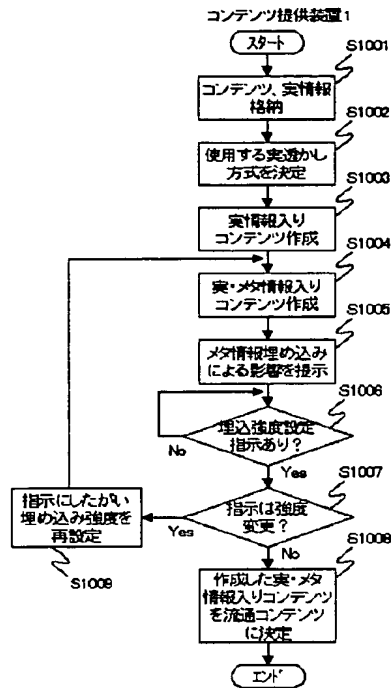 コンテンツ提供装置1
スタート
S1001
コンテンツ、実情報
格納
S1002
使用する実透かし
方式を決定
S1003
実情報入り
コンテンツ作成
S1004
実・メタ情報入り
コンテンツ作成
S1005
メタ情報埋め込み
による影響を提示
S1006
埋込強度設定
指示あり?
No
Yes
S1007
指示は強度
変更?
Yes
No
指示にしたがい
埋め込み強度を
再設定
S1009
S1008
作成した実・メタ
情報入りコンテンツ
を流通コンテンツ
に決定
エンド